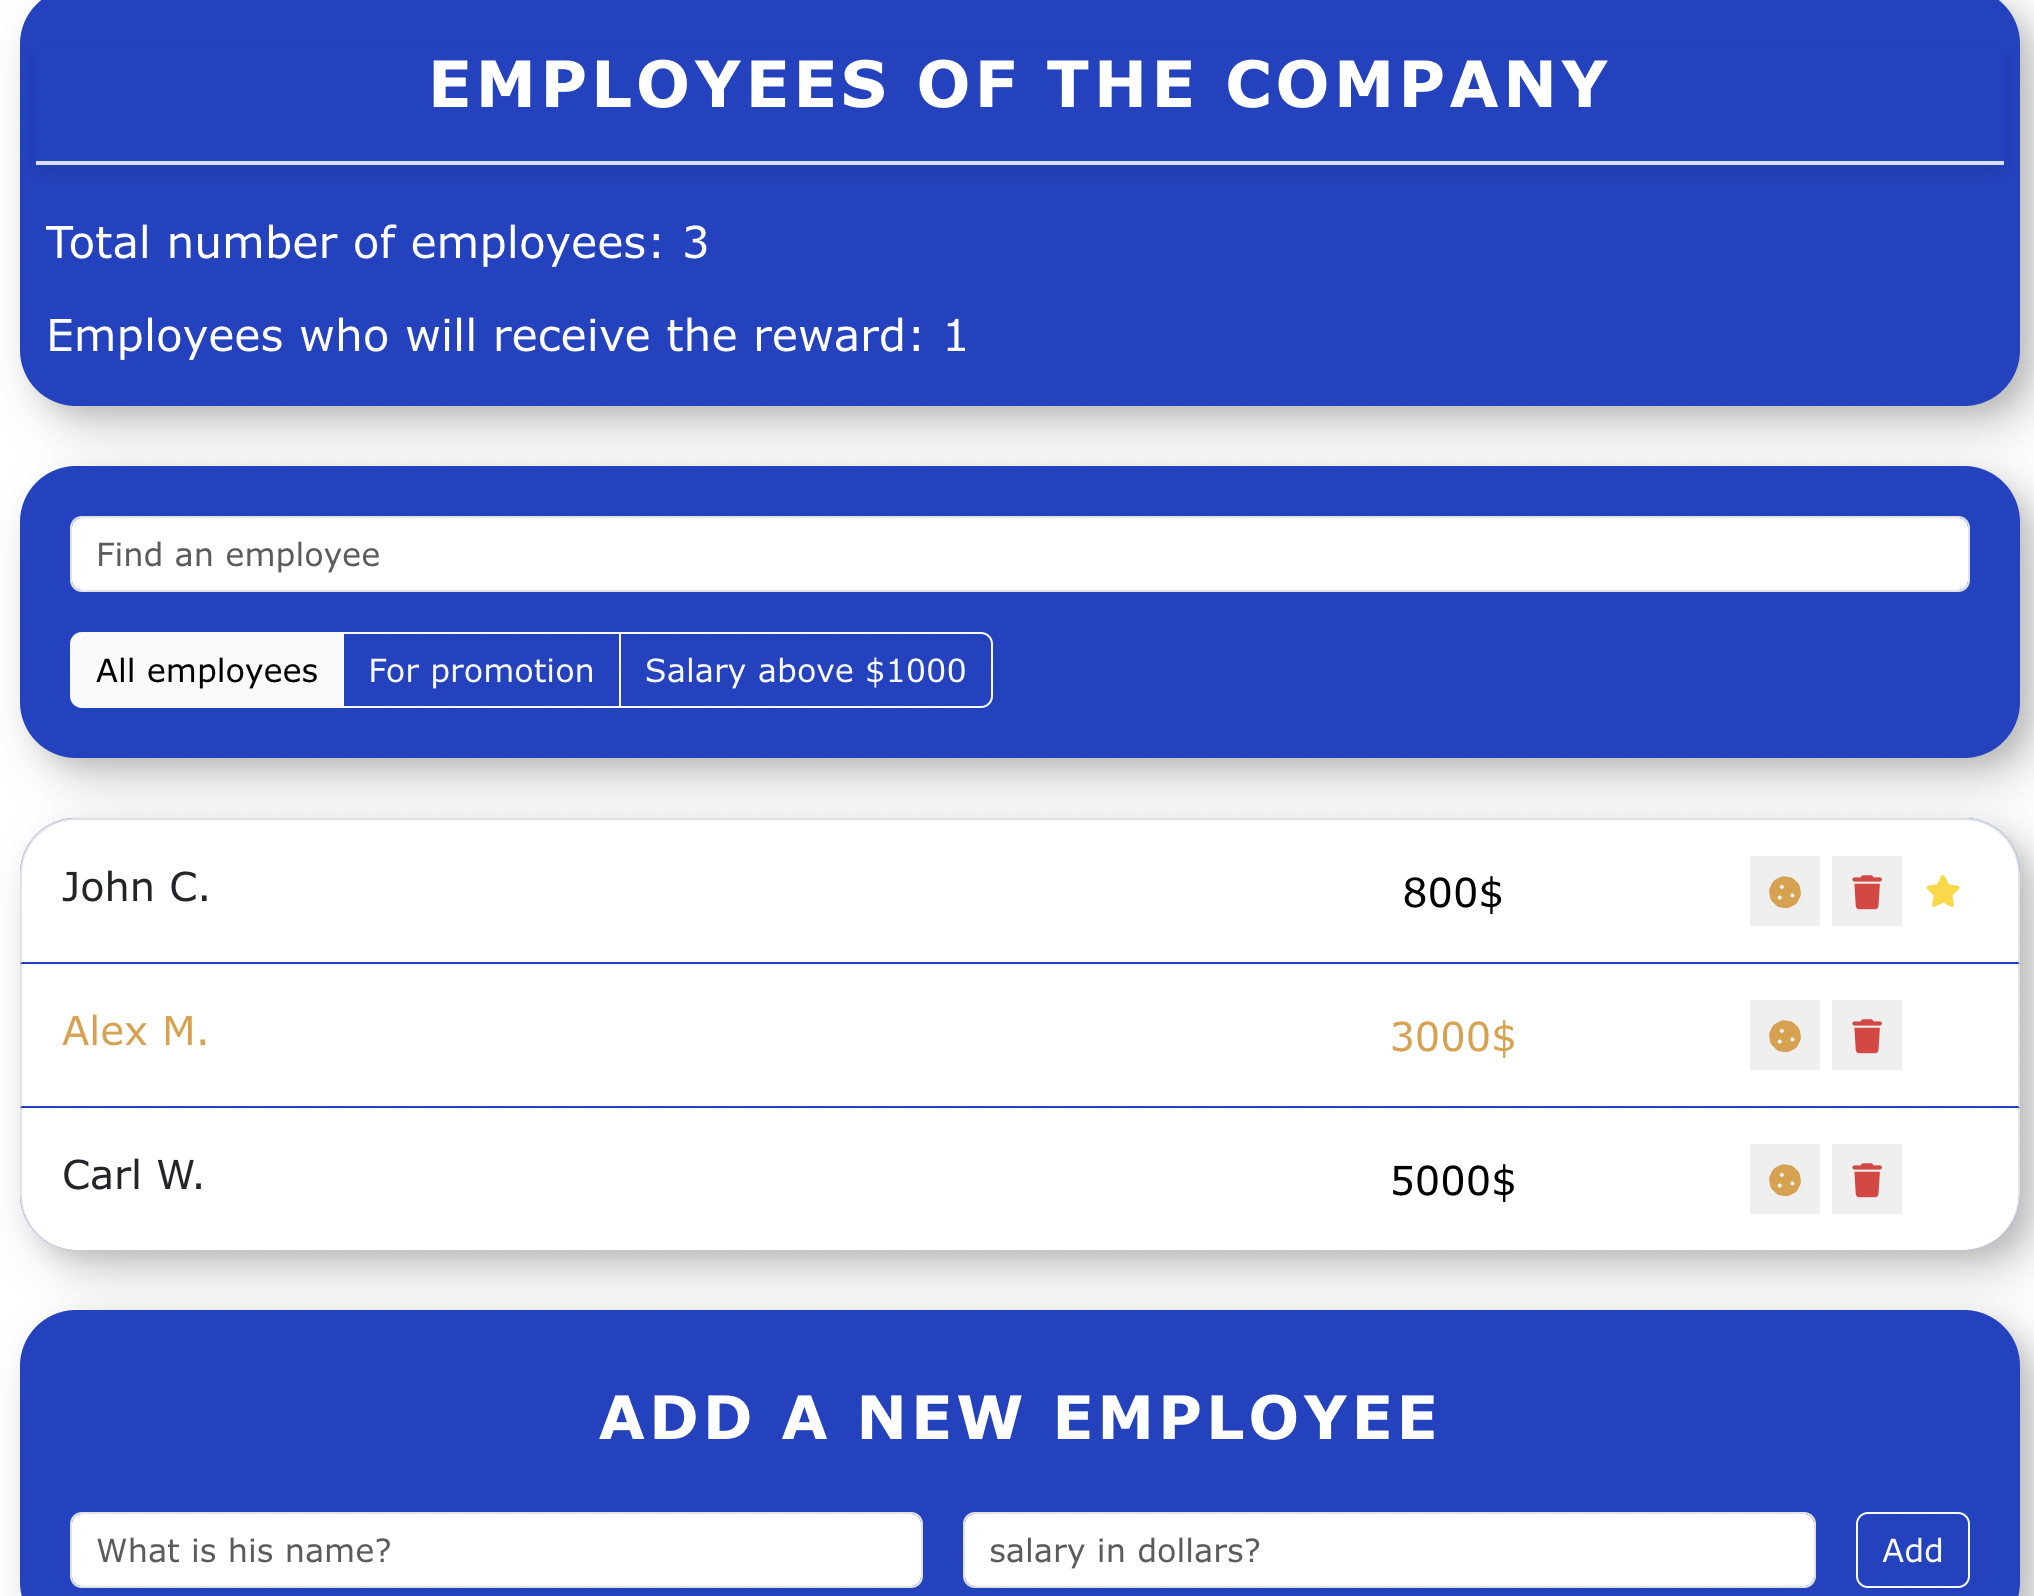 EMPLOYEES OF THE COMPANY
Total number of employees: 3
Employees who will receive the reward: 1
Find an employee
All employees For promotion Salary above $1000
John C. 800$
Alex M. 3000$
Carl W. 5000$
ADD A NEW EMPLOYEE
What is his name? salary in dollars? Add